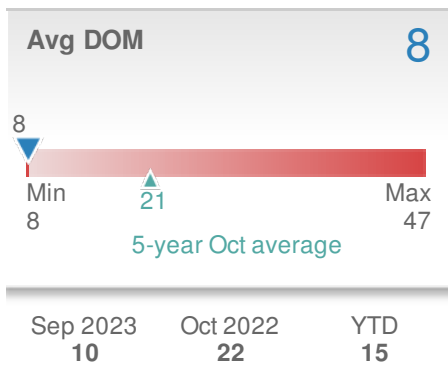 Avg DOM 8
8
Min Max
8 21 47
5-year Oct average
Sep 2023 Oct 2022 YTD
10 22 15